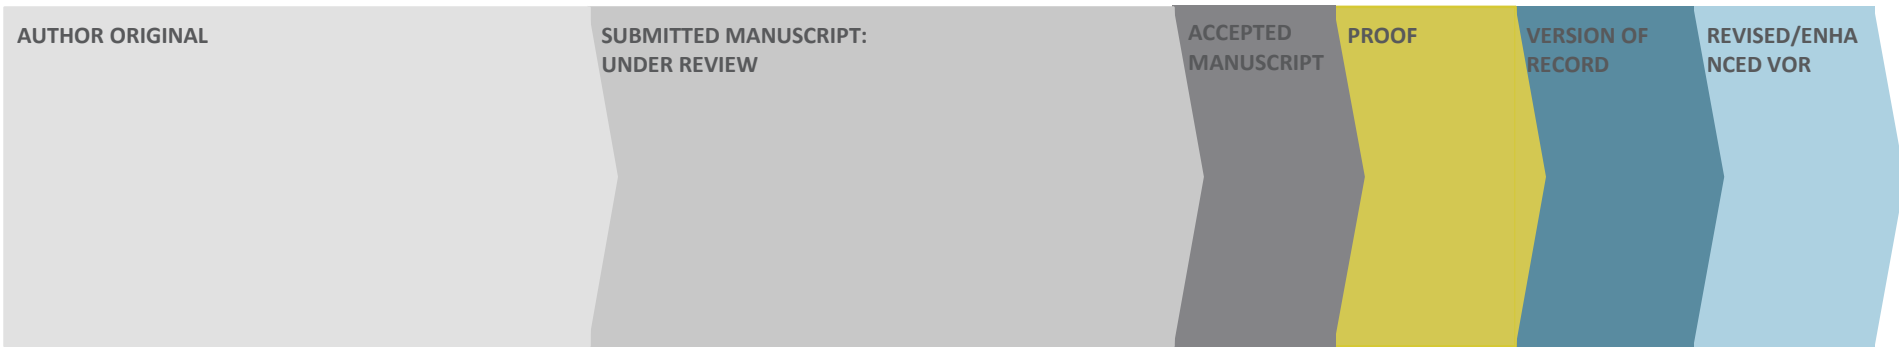 AUTHOR ORIGINAL
SUBMITTED MANUSCRIPT:
UNDER REVIEW
ACCEPTED
MANUSCRIPT
PROOF
VERSION OF
RECORD
REVISED/ENHA
NCED VOR